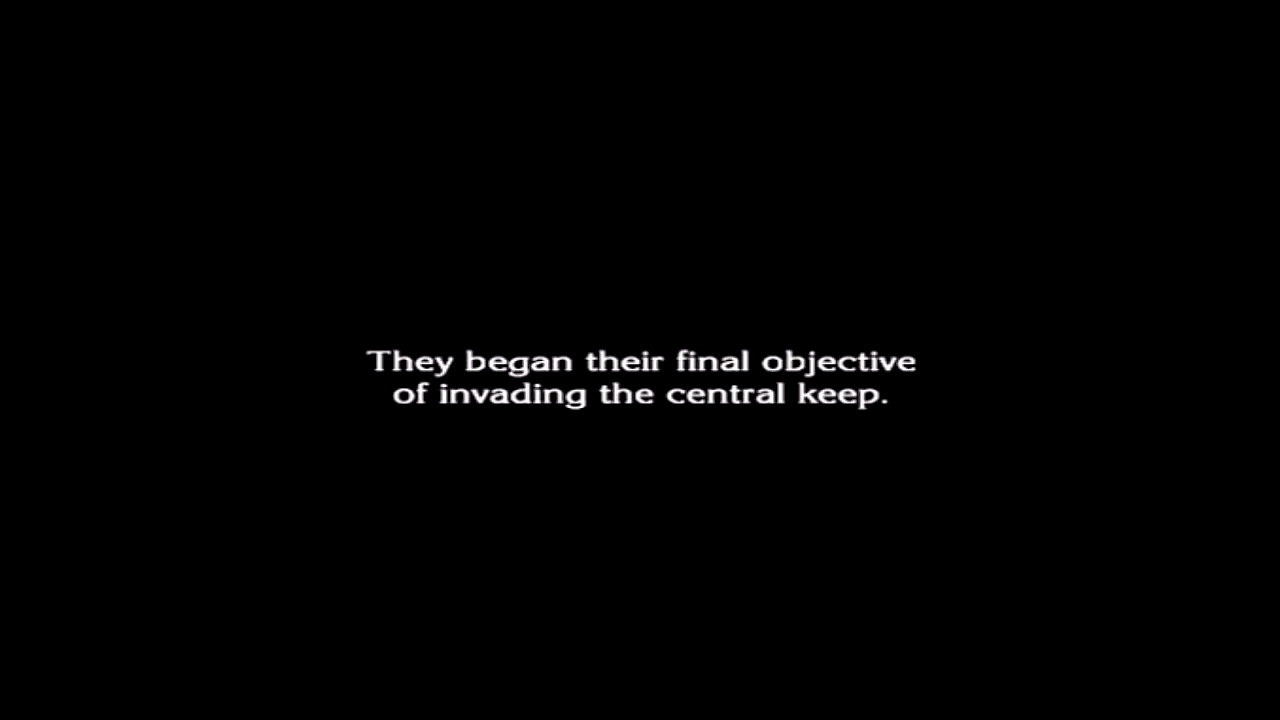 They began their final objective
of invading the central keep.